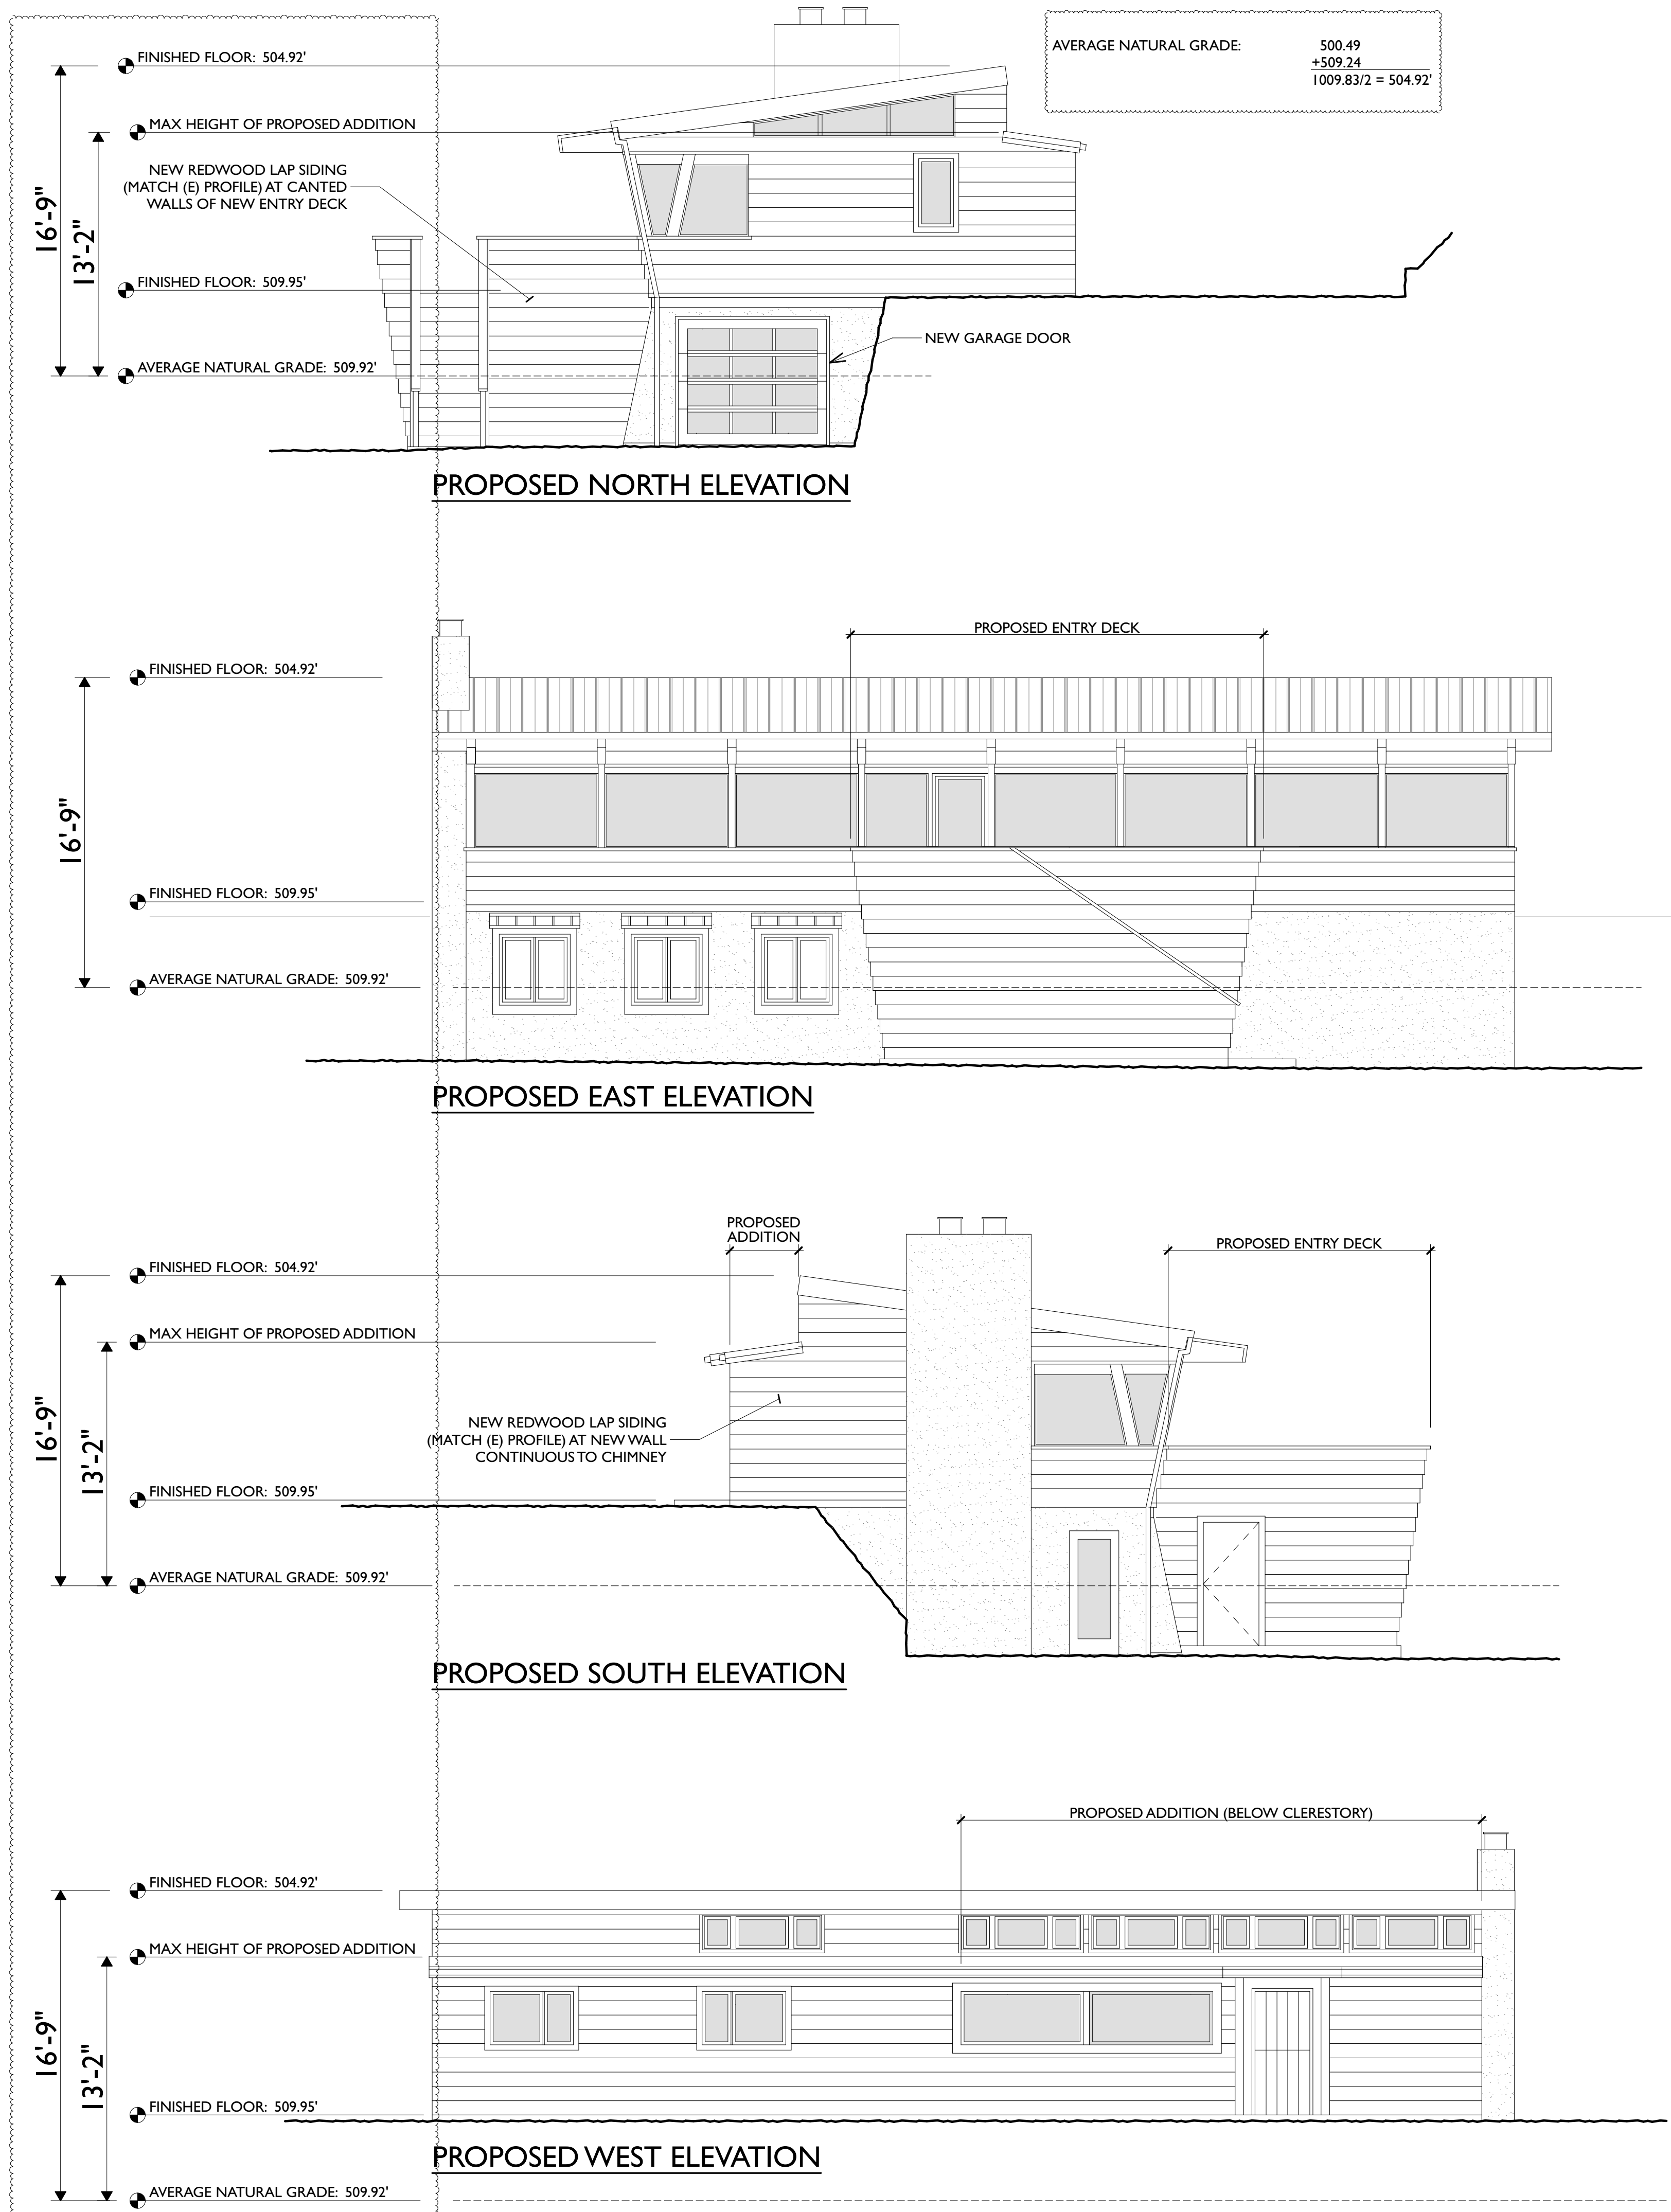 AVERAGE NATURAL GRADE: 500.49
+509.24
1009.83/2 = 504.92'
FINISHED FLOOR: 504.92'
MAX HEIGHT OF PROPOSED ADDITION
NEW REDWOOD LAP SIDING
(MATCH (E) PROFILE) AT CANTED
WALLS OF NEW ENTRY DECK
16'-9"
13'-2"
FINISHED FLOOR: 509.95'
NEW GARAGE DOOR
AVERAGE NATURAL GRADE: 509.92'
PROPOSED NORTH ELEVATION
PROPOSED ENTRY DECK
FINISHED FLOOR: 504.92'
16'-9"
FINISHED FLOOR: 509.95'
AVERAGE NATURAL GRADE: 509.92'
PROPOSED EAST ELEVATION
PROPOSED
ADDITION
PROPOSED ENTRY DECK
FINISHED FLOOR: 504.92'
MAX HEIGHT OF PROPOSED ADDITION
16'-9"
13'-2"
NEW REDWOOD LAP SIDING
(MATCH (E) PROFILE) AT NEW WALL
CONTINUOUS TO CHIMNEY
FINISHED FLOOR: 509.95'
AVERAGE NATURAL GRADE: 509.92'
PROPOSED SOUTH ELEVATION
PROPOSED ADDITION (BELOW CLERESTORY)
FINISHED FLOOR: 504.92'
MAX HEIGHT OF PROPOSED ADDITION
16'-9"
13'-2"
FINISHED FLOOR: 509.95'
PROPOSED WEST ELEVATION
AVERAGE NATURAL GRADE: 509.92'